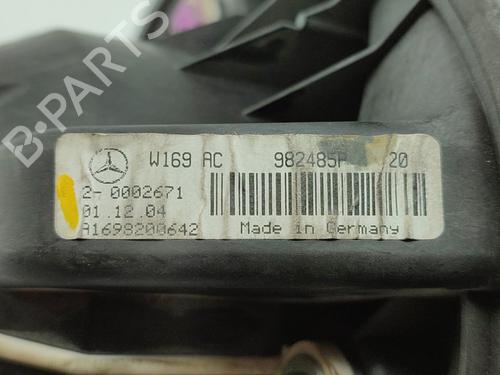 B-PARTS
W169 AC 982485P 20
2-0002671
01.12.04
A1698200642
Made in Germany